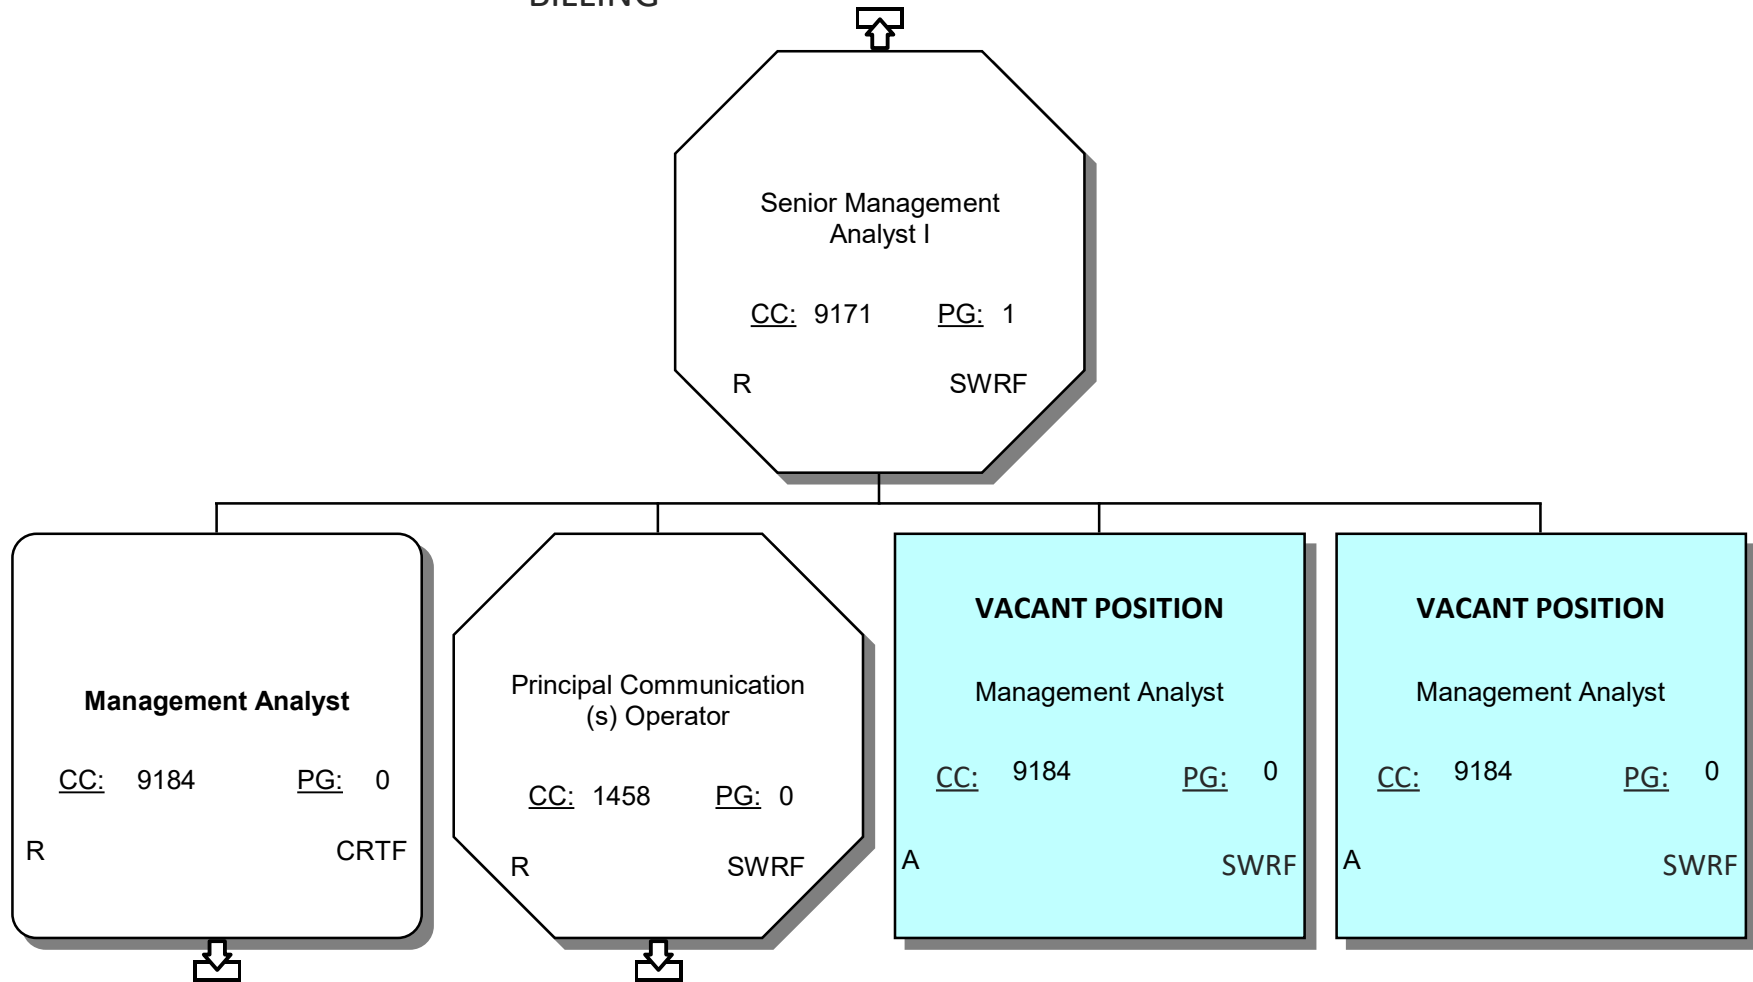 BILLING
Senior Management
Analyst I
CC: 9171 PG: 1
R SWRF
Management Analyst
CC: 9184 PG: 0
R CRTF
Principal Communication
(s) Operator
CC: 1458 PG: 0
R SWRF
VACANT POSITION
Management Analyst
CC: 9184 PG: 0
A SWRF
VACANT POSITION
Management Analyst
CC: 9184 PG: 0
A SWRF